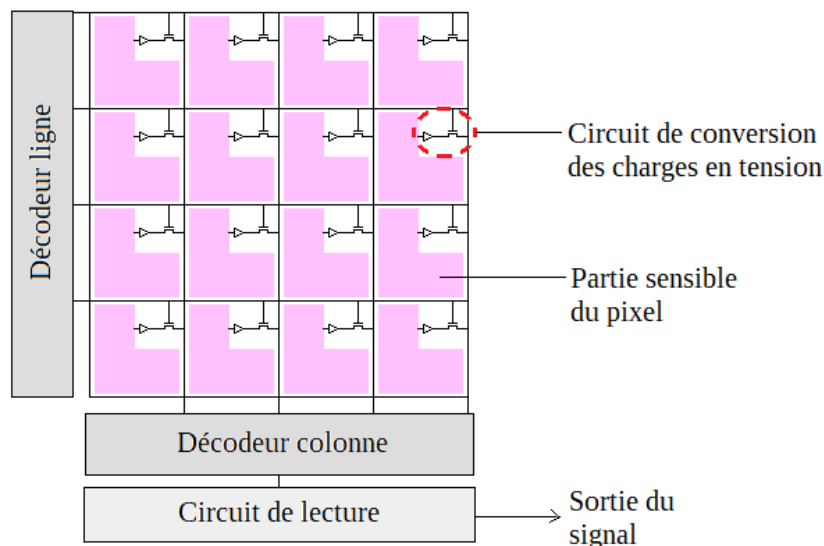 Décodeur ligne
Circuit de conversion
des charges en tension
Partie sensible
du pixel
Décodeur colonne
Circuit de lecture
Sortie du
signal